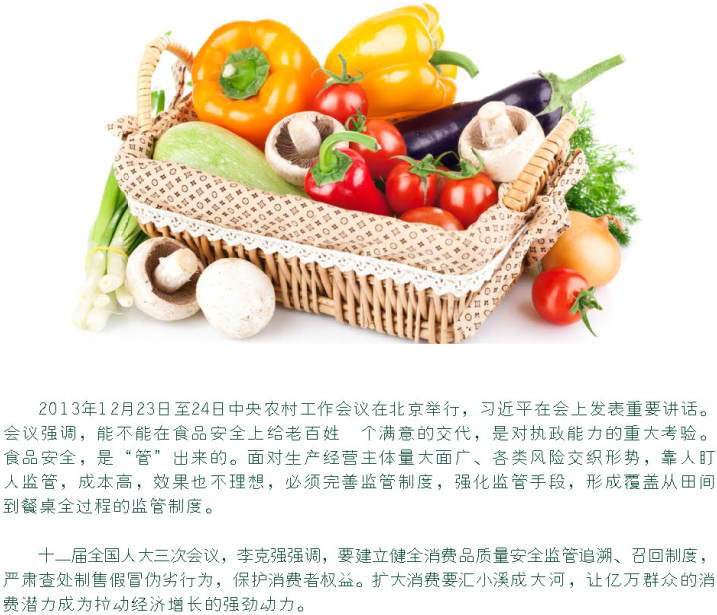 2013年12月23日至24日中央农村工作会议在北京举行，习近平在会上发表重要讲话。
会议强调，能不能在食品安全上给老百姓 个满意的交代，是对执政能力的重大考验。
食品安全，是“管”出来的。面对生产经营主体量大面广、各类风险交织形势，靠人盯
人监管，成本高，效果也不理想，必须完善监管制度，强化监管手段，形成覆盖从田间
到餐桌全过程的监管制度。
十二届全国人大三次会议，李克强强调，要建立健全消费品质量安全监管追溯、召回制度，
严肃查处制售假冒伪劣行为，保护消费者权益。扩大消费要汇小溪成大河，让亿万群众的消
费潜力成为拉动经济增长的强劲动力。